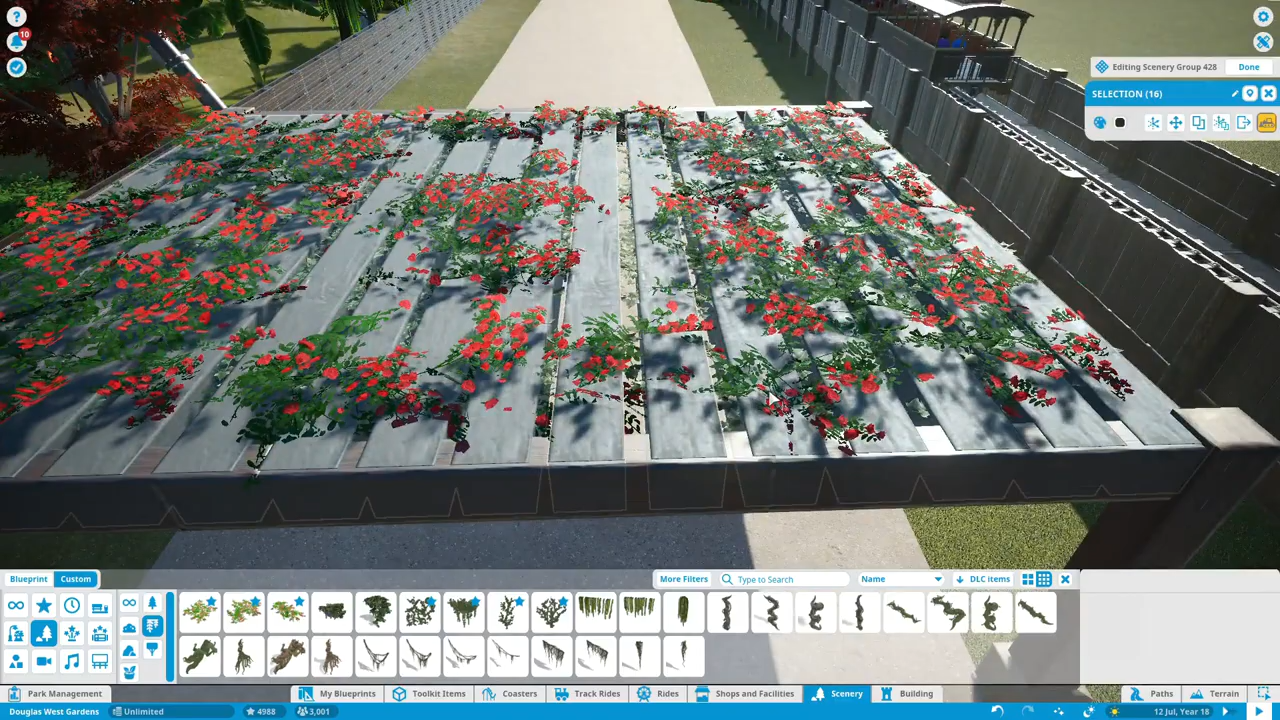 ?
10
Editing Scenery Group 428
Done
SELECTION (16)
Blueprint
Custom
More Filters
Type to Search
Name
DLC items
Park Management
My Blueprints
Toolkit Items
Coasters
Track Rides
Rides
Shops and Facilities
Scenery
Building
Paths
Terrain
Douglas West Gardens
Unlimited
4988
3,001
12 Jul, Year 18